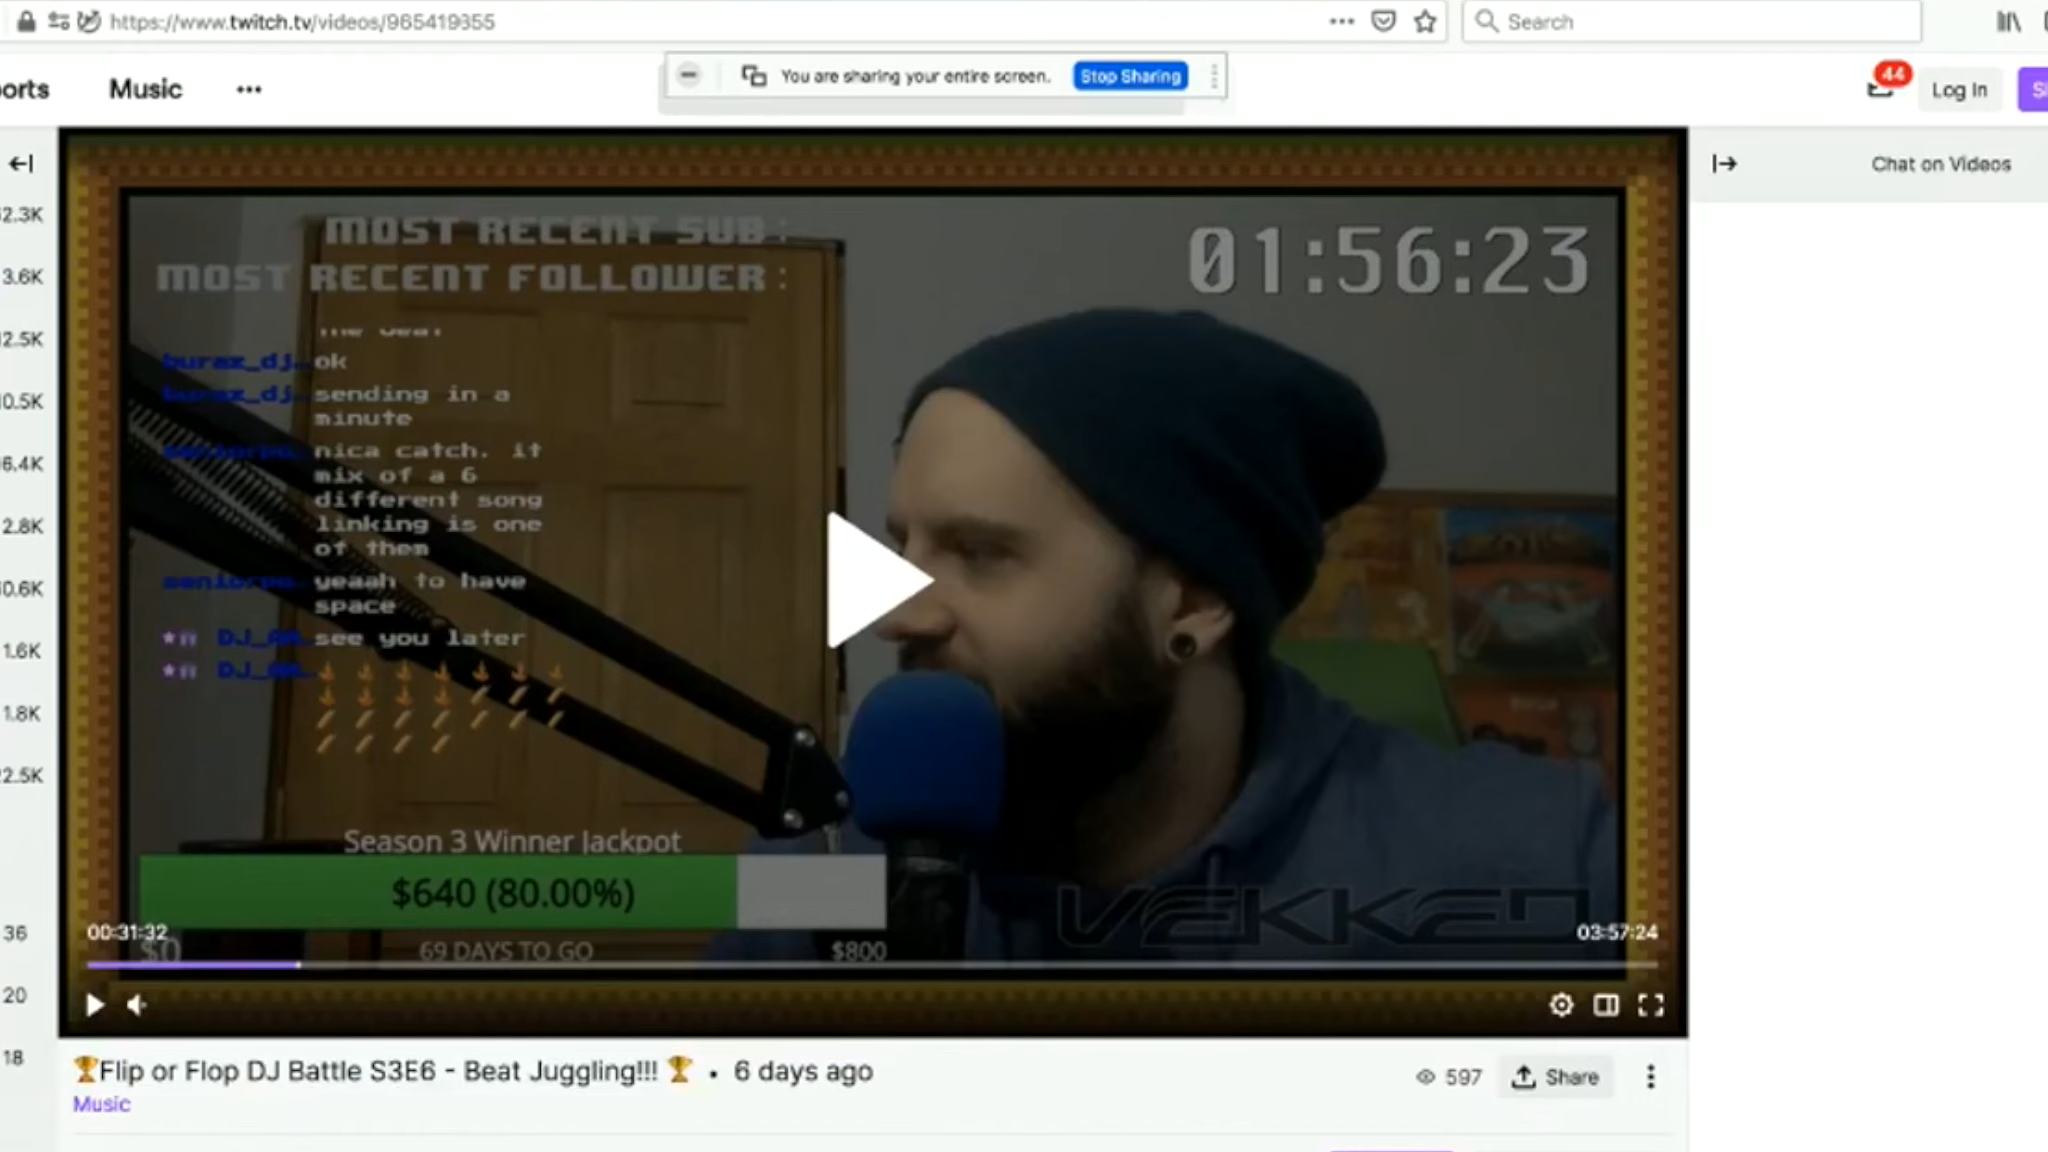 https://www.twitch.tv/videos/965419355
Search
orts
Music
You are sharing your entire screen.
Stop Sharing
44
Log In
Chat on Videos
MOST RECENT SUB:
MOST RECENT FOLLOWER:
01:56:23
2.3K
3.6K
2.5K
0.5K
6.4K
2.8K
0.6K
1.6K
1.8K
2.5K
36
20
18
burax_dj. ok
burax_dj. sending in a
minute
nica catch. it
mix of a 6
different song
linking is one
of them
yeaah to have
space
see you later
Season 3 Winner Jackpot
$640 (80.00%)
00:31:32
03:57:24
$0
69 DAYS TO GO
$800
VEKKED
🏆Flip or Flop DJ Battle S3E6 - Beat Juggling!!! 🏆 • 6 days ago
597
Share
Music